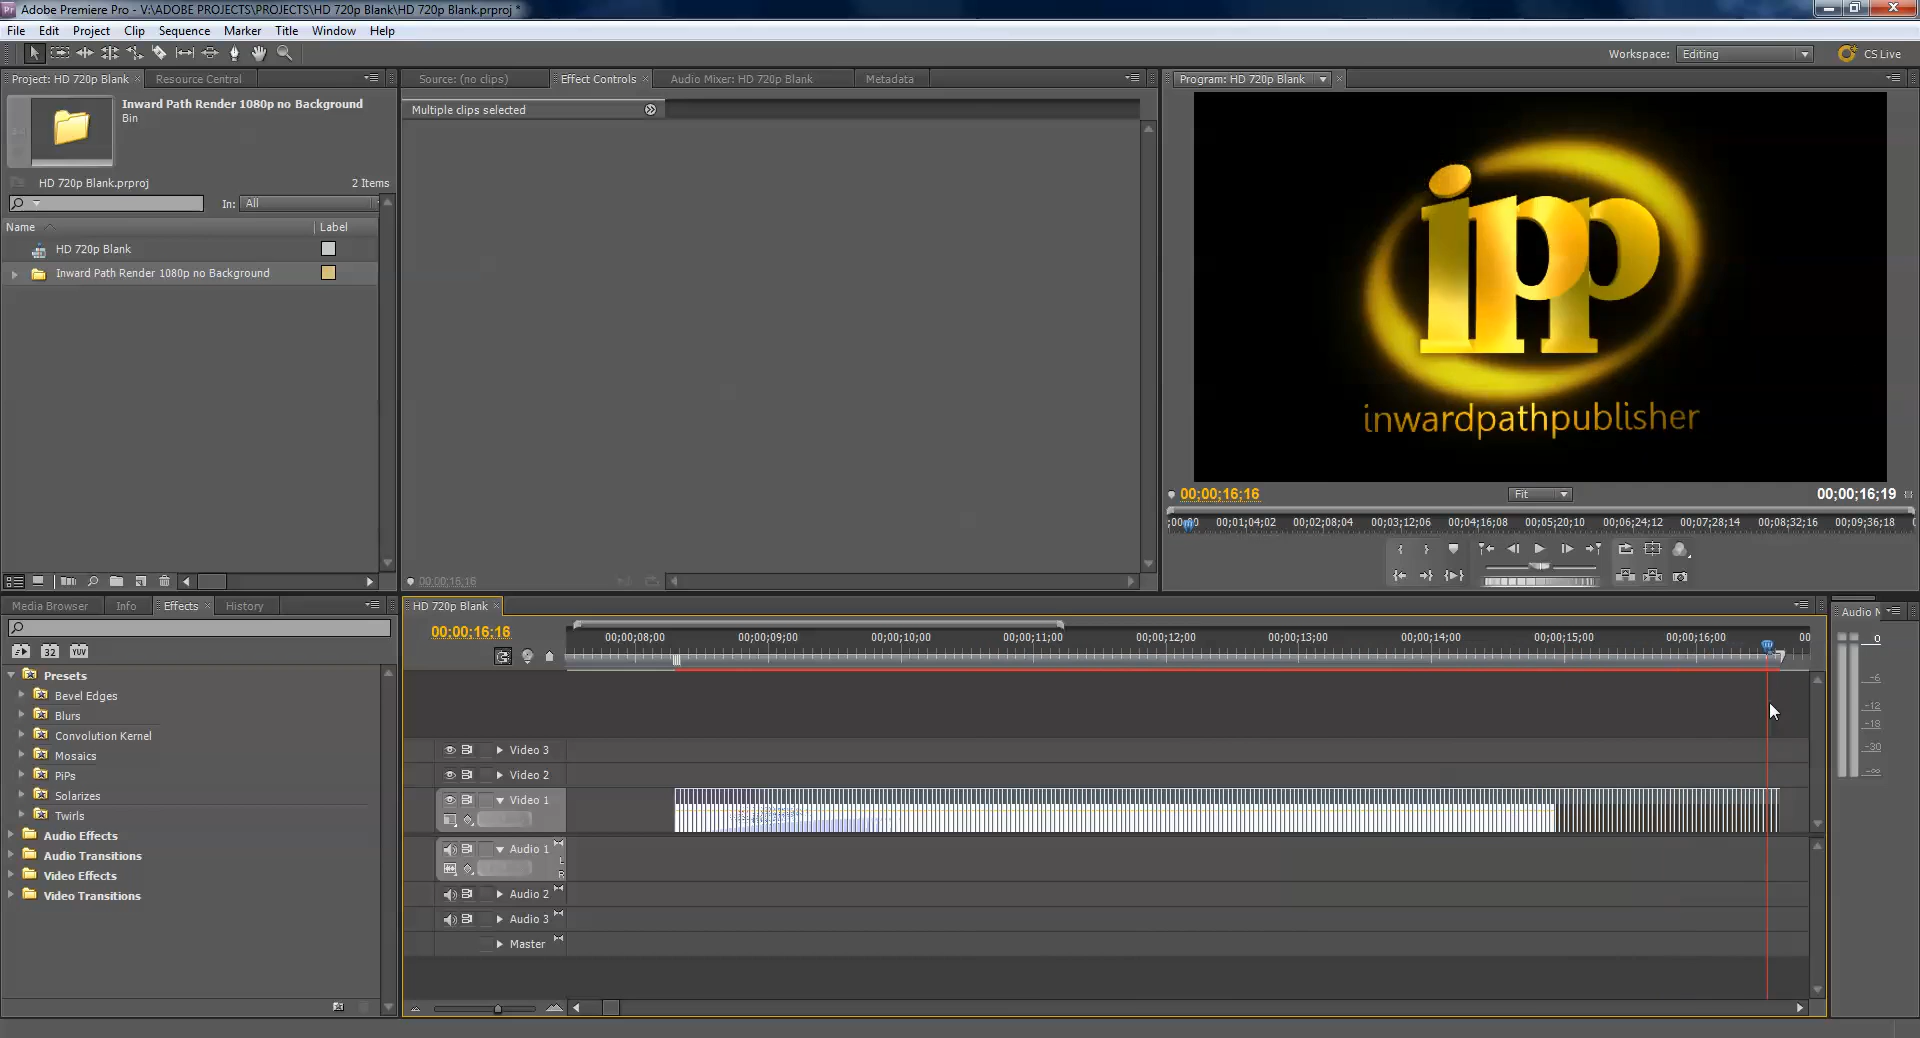 Adobe Premiere Pro - V:\ADOBE PROJECTS\PROJECTS\HD 720p Blank\HD 720p Blank.prproj *
File Edit Project Clip Sequence Marker Title Window Help
Workspace: Editing CS Live
Project: HD 720p Blank Resource Central
Source: (no clips) Effect Controls Audio Mixer: HD 720p Blank Metadata
Program: HD 720p Blank
Inward Path Render 1080p no Background
Bin
Multiple clips selected
HD 720p Blank.prproj 2 Items
In: All
Name Label
HD 720p Blank
Inward Path Render 1080p no Background
ipp
inwardpathpublisher
00;00;16;16 Fit 00;00;16;19
;00;00 00;01;04;02 00;02;08;04 00;03;12;06 00;04;16;08 00;05;20;10 00;06;24;12 00;07;28;14 00;08;32;16 00;09;36;18
00;00;16;16
Media Browser Info Effects History
32 YUV
Presets
Bevel Edges
Blurs
Convolution Kernel
Mosaics
PiPs
Solarizes
Twirls
Audio Effects
Audio Transitions
Video Effects
Video Transitions
HD 720p Blank
00;00;16;16
00;00;08;00 00;00;09;00 00;00;10;00 00;00;11;00 00;00;12;00 00;00;13;00 00;00;14;00 00;00;15;00 00;00;16;00 00
Video 3
Video 2
Video 1
Audio 1
L
R
Audio 2
Audio 3
Master
Audio M
0
-6
-12
-18
-30
-∞